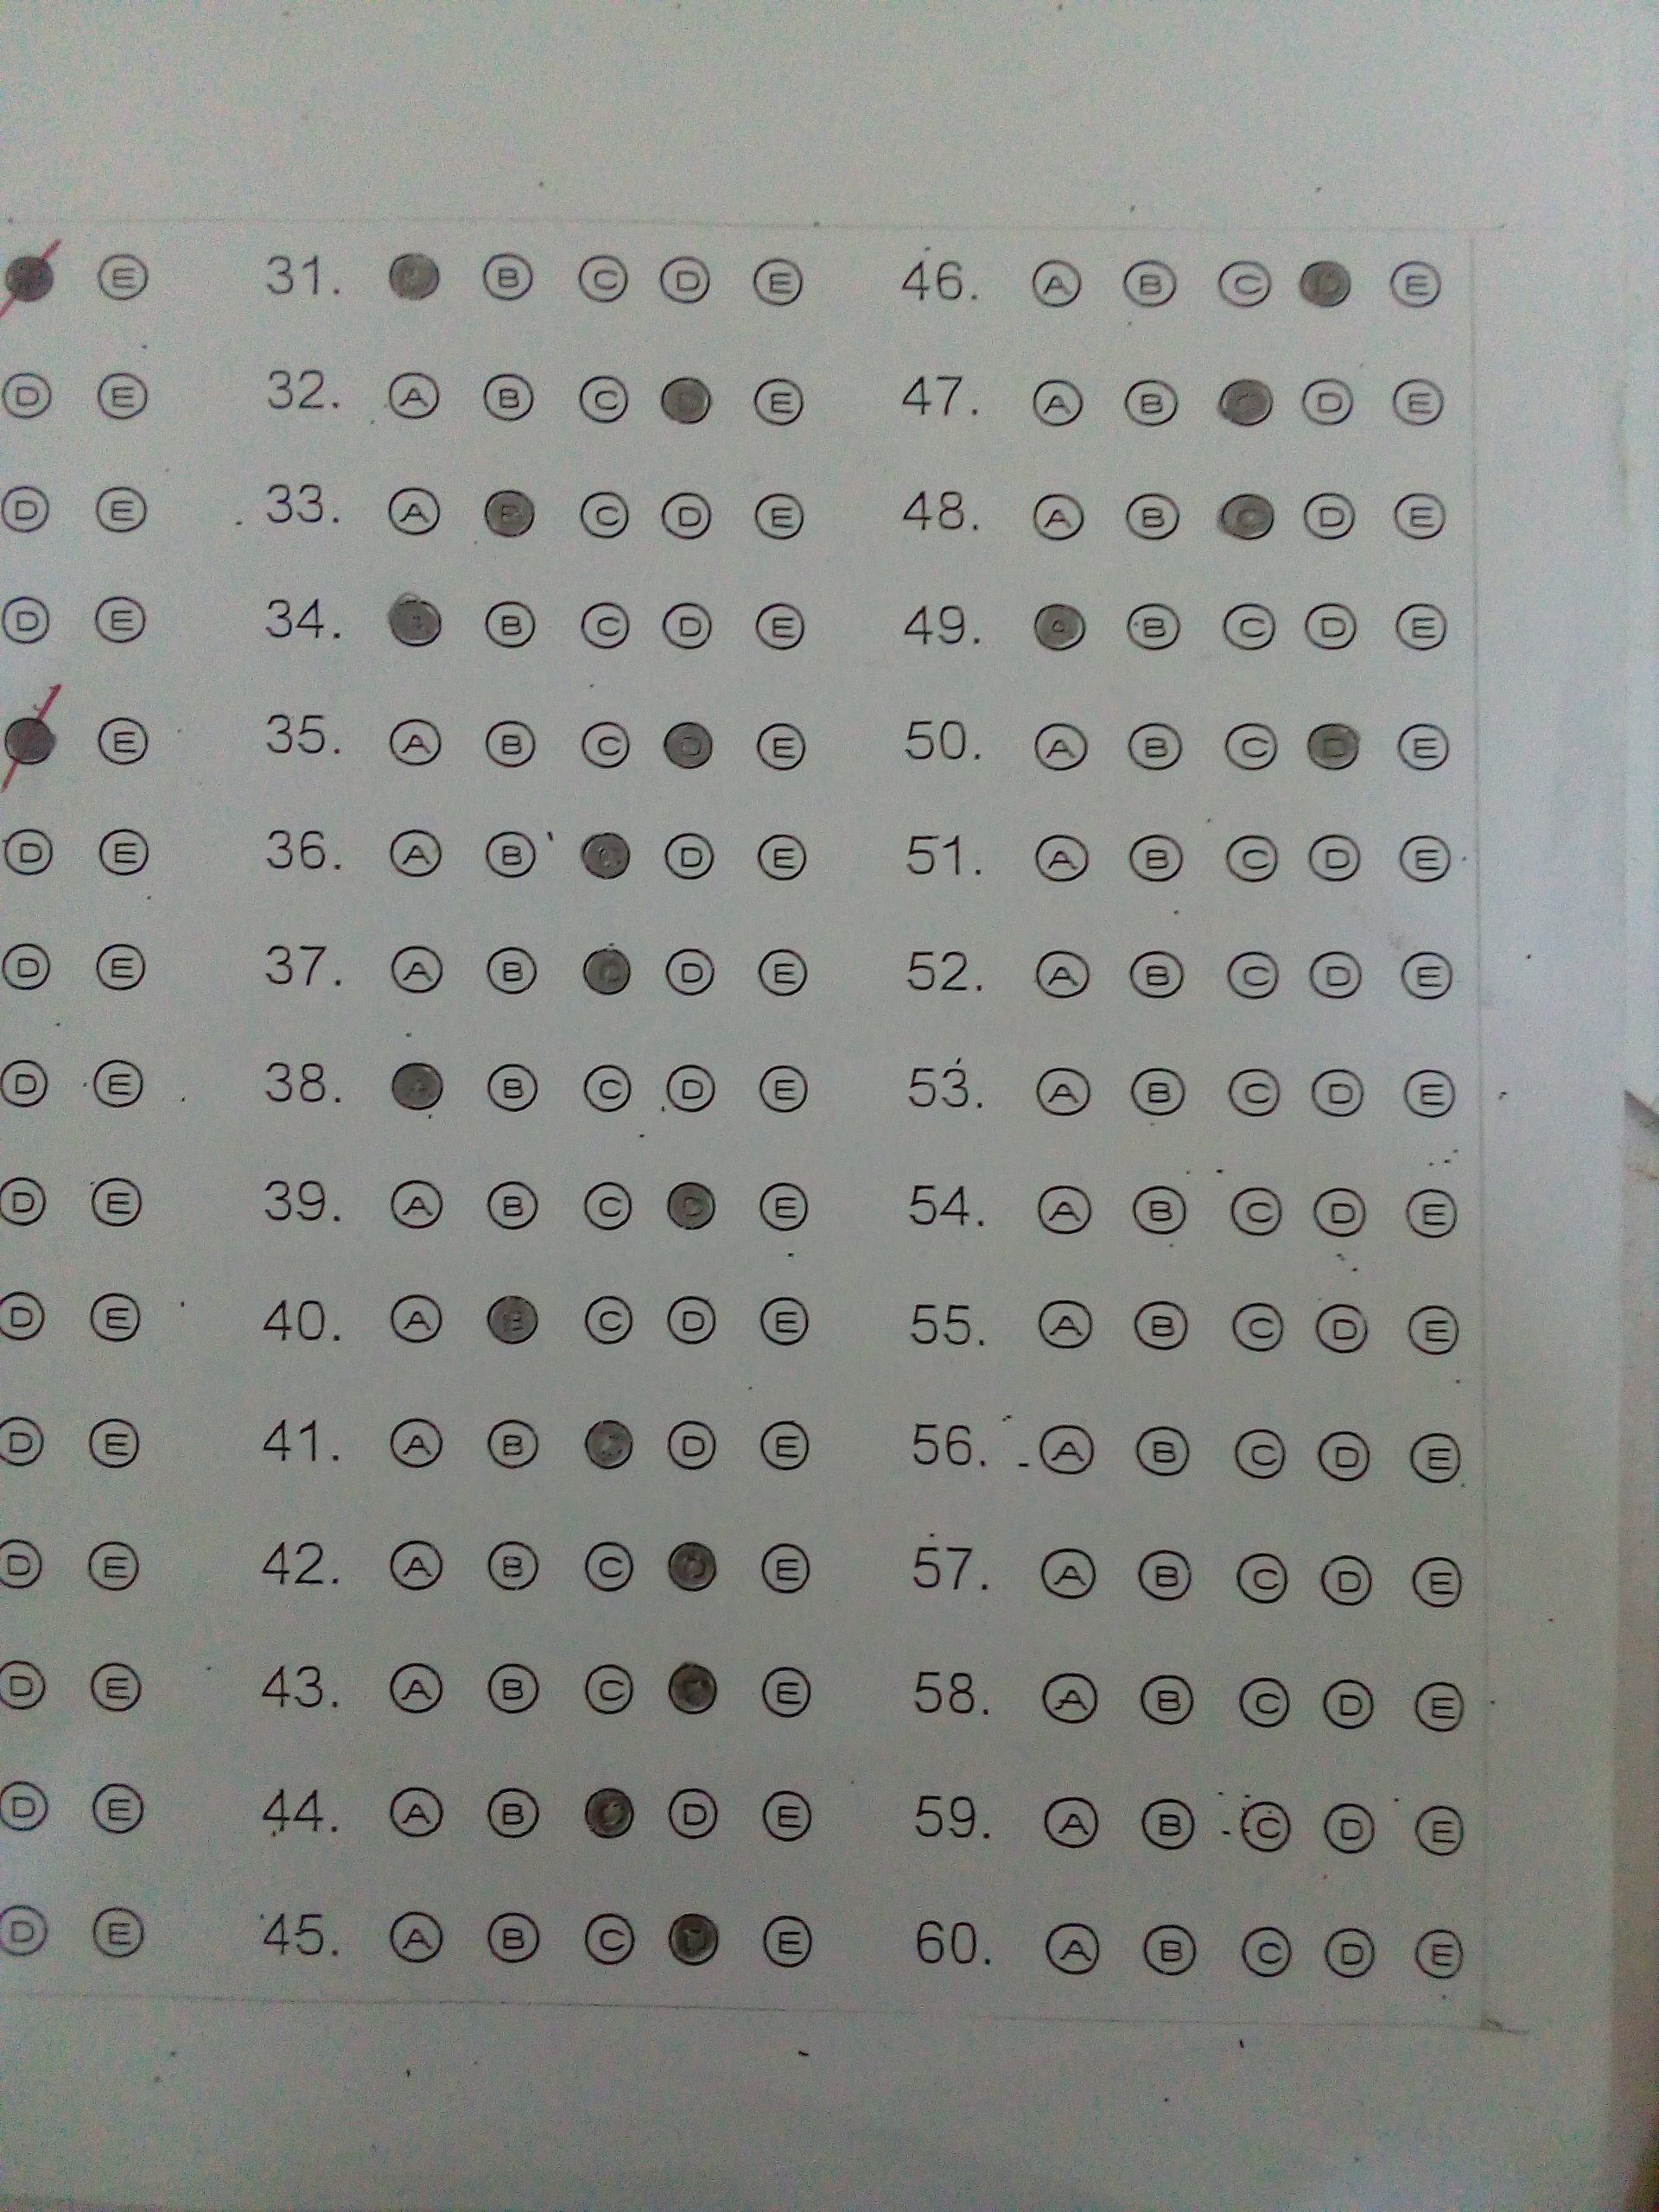 E 31. B C D E 46. A B C D E
D E 32. A B C D E 47. A B C D E
D E 33. A B C D E 48. A B C D E
D E 34. A B C D E 49. A B C D E
E 35. A B C D E 50. A B C D E
D E 36. A B C D E 51. A B C D E
D E 37. A B C D E 52. A B C D E
D E 38. A B C D E 53. A B C D E
D E 39. A B C D E 54. A B C D E
D E 40. A B C D E 55. A B C D E
D E 41. A B D E 56. A B C D E
D E 42. A B C D E 57. A B C D E
D E 43. A B C E 58. A B C D E
D E 44. A B C D E 59. A B C D E
D E 45. A B C D E 60. A B C D E